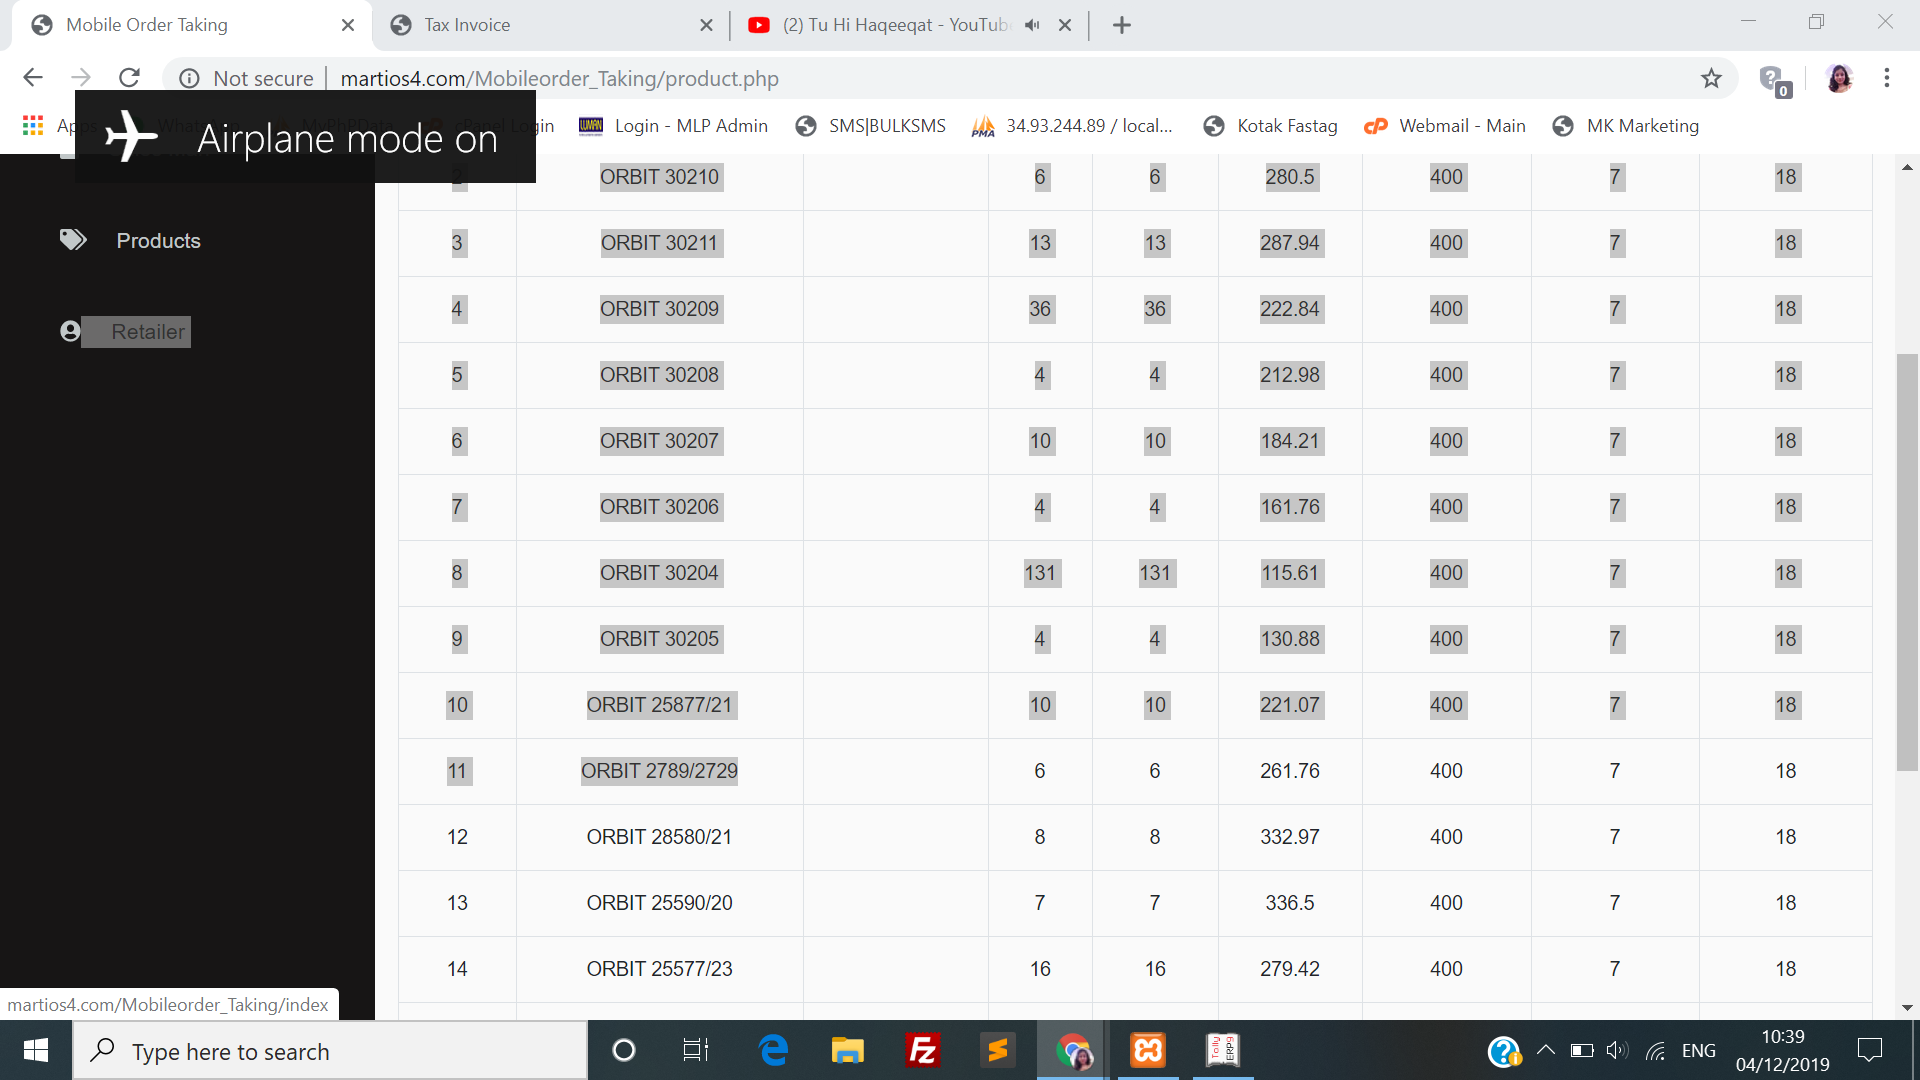 Mobile Order Taking
Tax Invoice
(2) Tu Hi Haqeeqat - YouTub
Not secure martios4.com/Mobileorder_Taking/product.php
0
Apps
Login
LUMAN Login - MLP Admin
SMS|BULKSMS
PMA 34.93.244.89 / local...
Kotak Fastag
cP Webmail - Main
MK Marketing
Airplane mode on
Products
Retailer
2 ORBIT 30210 6 6 280.5 400 7 18
3 ORBIT 30211 13 13 287.94 400 7 18
4 ORBIT 30209 36 36 222.84 400 7 18
5 ORBIT 30208 4 4 212.98 400 7 18
6 ORBIT 30207 10 10 184.21 400 7 18
7 ORBIT 30206 4 4 161.76 400 7 18
8 ORBIT 30204 131 131 115.61 400 7 18
9 ORBIT 30205 4 4 130.88 400 7 18
10 ORBIT 25877/21 10 10 221.07 400 7 18
11 ORBIT 2789/2729 6 6 261.76 400 7 18
12 ORBIT 28580/21 8 8 332.97 400 7 18
13 ORBIT 25590/20 7 7 336.5 400 7 18
14 ORBIT 25577/23 16 16 279.42 400 7 18
martios4.com/Mobileorder_Taking/index
Type here to search
Fz
Tally
ERP9
ENG
10:39
04/12/2019